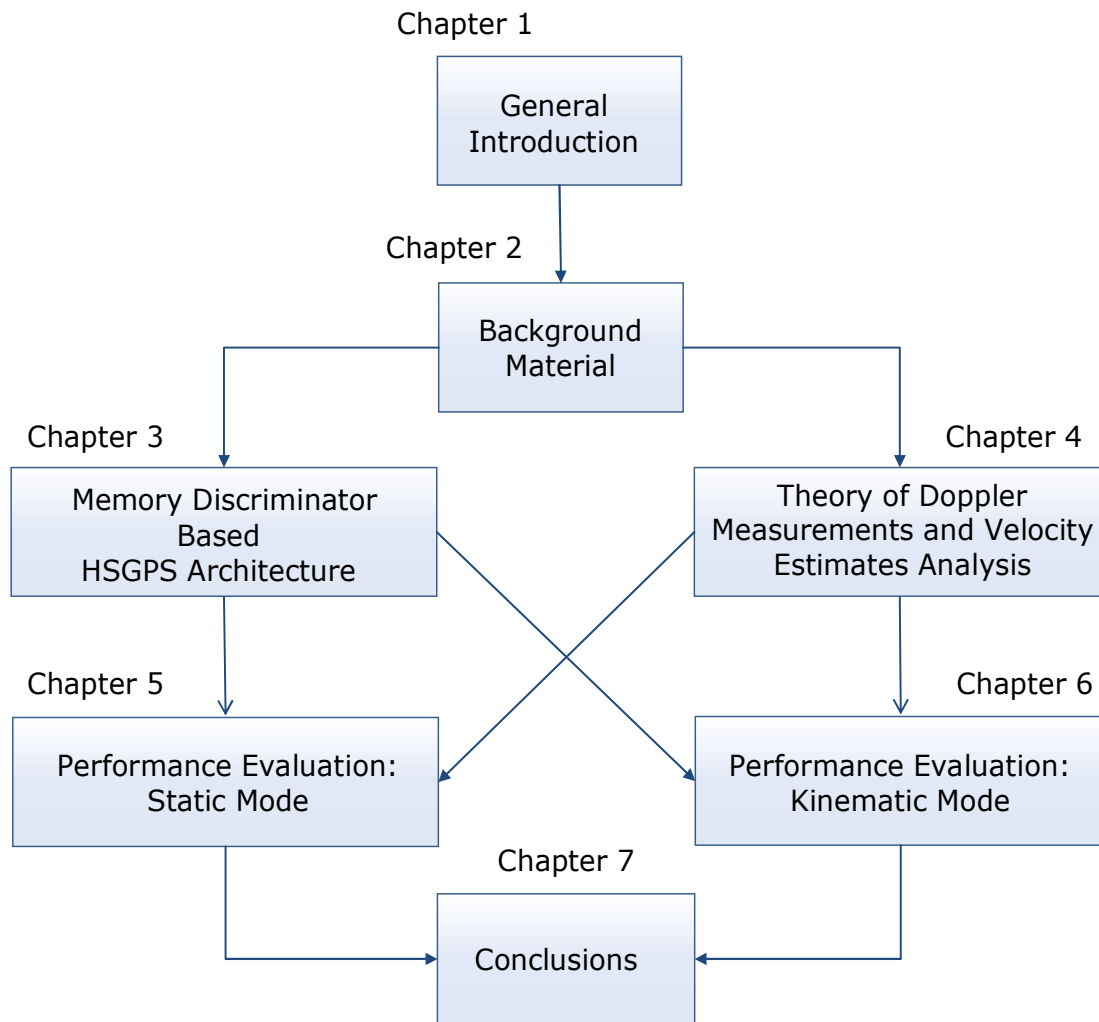 Chapter 1
General
Introduction
Chapter 2
Background
Material
Chapter 3
Memory Discriminator
Based
HSGPS Architecture
Chapter 4
Theory of Doppler
Measurements and Velocity
Estimates Analysis
Chapter 5
Performance Evaluation:
Static Mode
Chapter 6
Performance Evaluation:
Kinematic Mode
Chapter 7
Conclusions